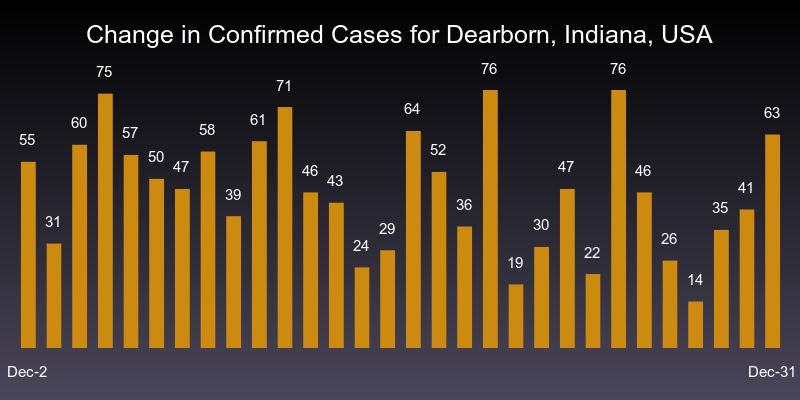 Change in Confirmed Cases for Dearborn, Indiana, USA
55 31 60 75 57 50 47 58 39 61 71 46 43 24 29 64 52 36 76 19 30 47 22 76 46 26 14 35 41 63
Dec-2 Dec-31